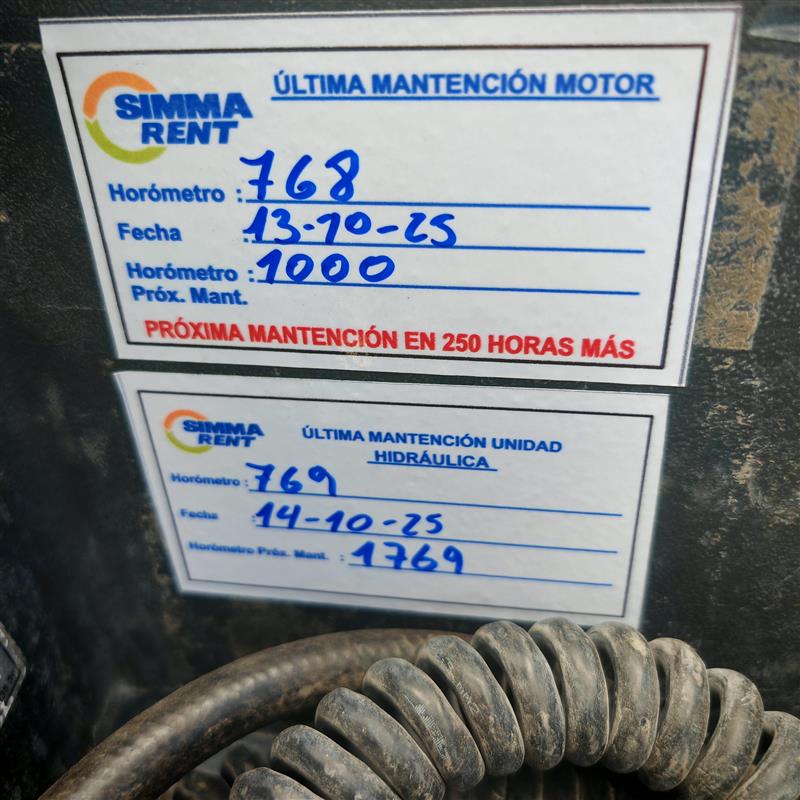 SIMMA
RENT
ÚLTIMA MANTENCIÓN MOTOR
Horómetro : 768
Fecha : 13-10-25
Horómetro : 1000
Próx. Mant.
PRÓXIMA MANTENCIÓN EN 250 HORAS MÁS
SIMMA
RENT
ÚLTIMA MANTENCIÓN UNIDAD
HIDRÁULICA
Horómetro : 769
Fecha : 14-10-25
Horómetro Próx. Mant. : 1769